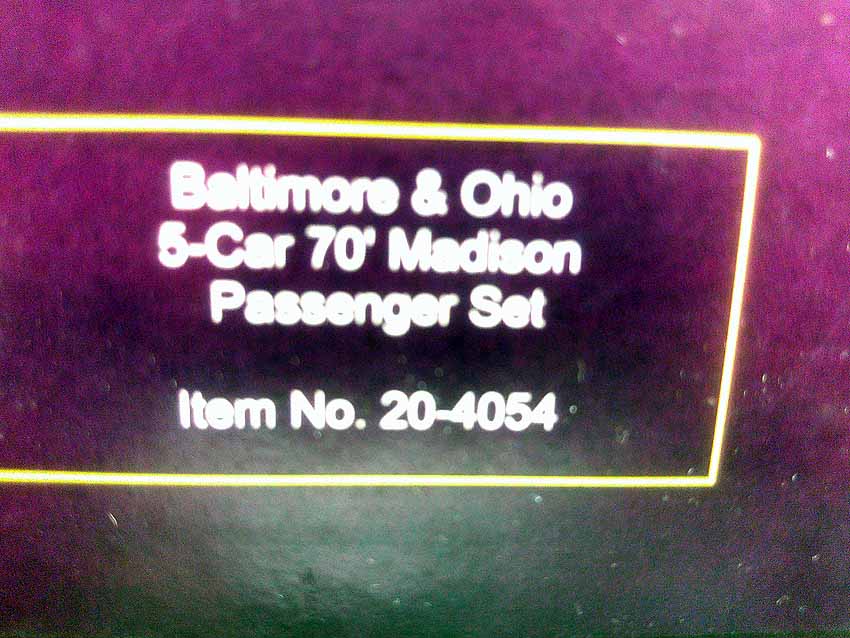 Baltimore & Ohio
5-Car 70' Madison
Passenger Set
Item No. 20-4054